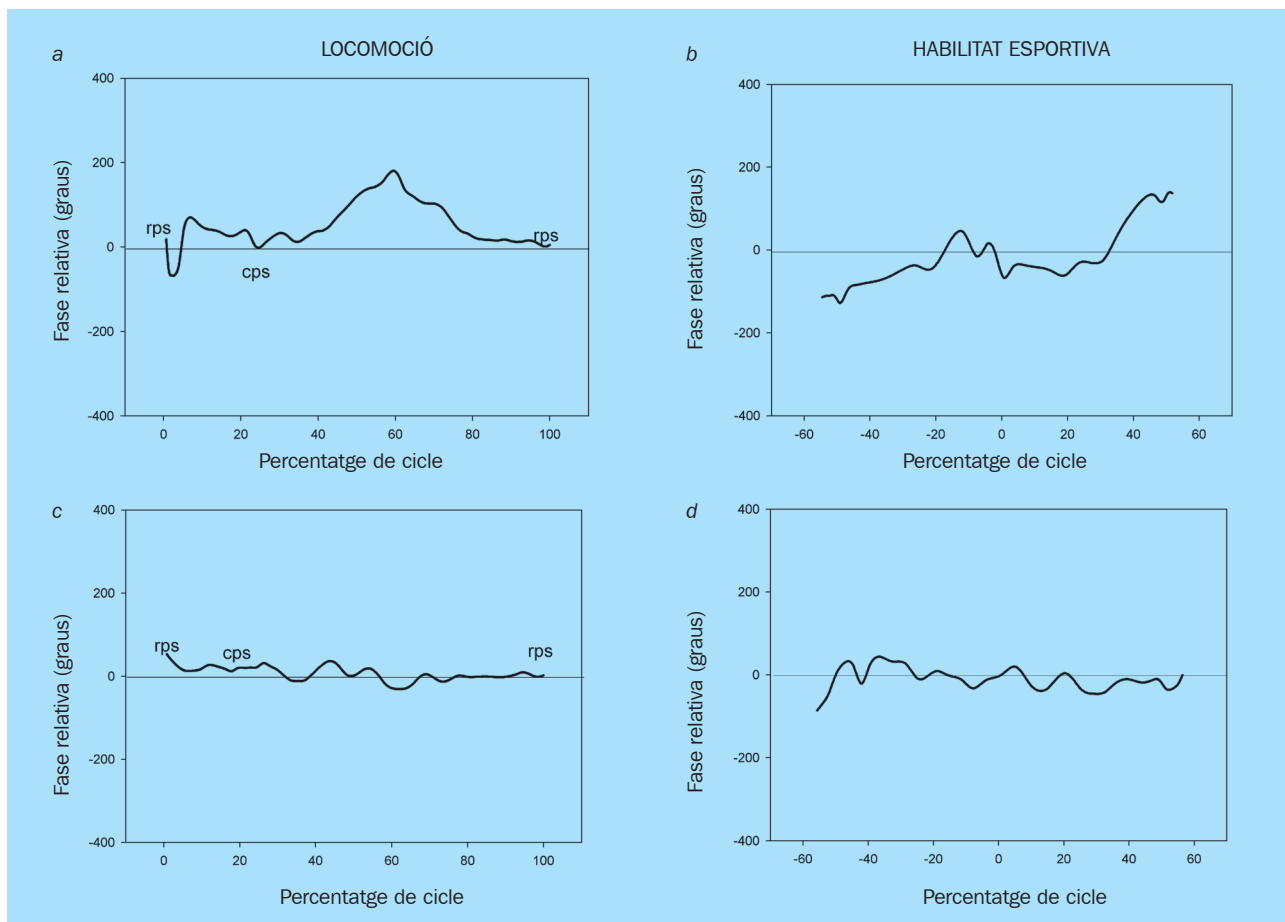 LOCOMOCIÓ
HABILITAT ESPORTIVA
a
Fase relativa (graus)
400
200
0
-200
-400
rps
cps
rps
0 20 40 60 80 100
Percentatge de cicle
b
Fase relativa (graus)
400
200
0
-200
-400
-60 -40 -20 0 20 40 60
Percentatge de cicle
c
Fase relativa (graus)
400
200
0
-200
-400
rps
cps
rps
0 20 40 60 80 100
Percentatge de cicle
d
Fase relativa (graus)
400
200
0
-200
-400
-60 -40 -20 0 20 40 60
Percentatge de cicle